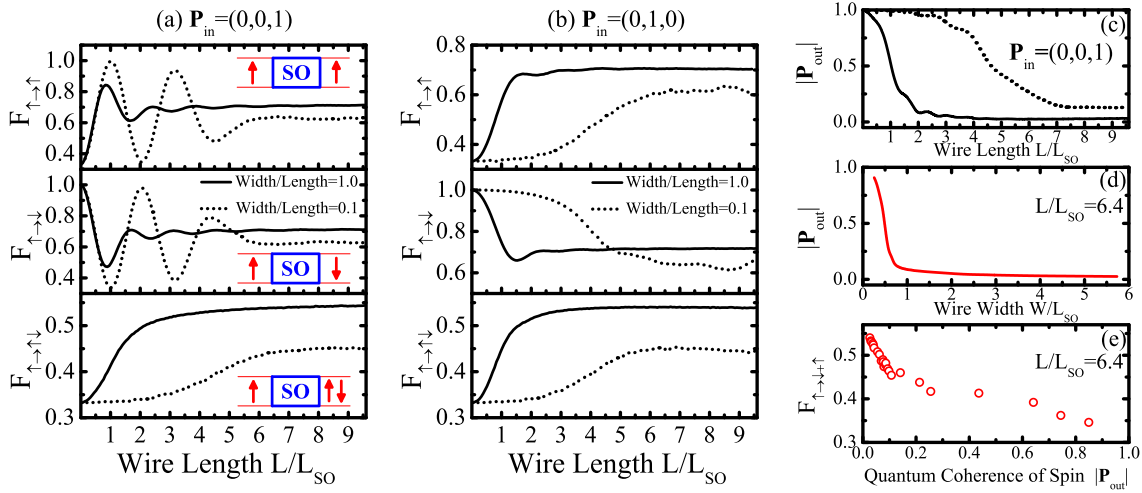 (a) P_in=(0,0,1)
F_↑→↑
1.0
0.8
0.6
0.4
SO
F_↑→↓
1.0
0.8
0.6
0.4
Width/Length=1.0
Width/Length=0.1
SO
F_↑→↑↓
0.5
0.4
0.3
SO
1 2 3 4 5 6 7 8 9
Wire Length L/L_SO
(b) P_in=(0,1,0)
F_↑→↑
0.8
0.7
0.6
0.5
0.4
F_↑→↓
1.0
0.8
0.6
Width/Length=1.0
Width/Length=0.1
F_↑→↑↓
0.5
0.4
0.3
1 2 3 4 5 6 7 8 9
Wire Length L/L_SO
(c)
|P_out|
1.0
0.5
0.0
P_in=(0,0,1)
1 2 3 4 5 6 7 8 9
Wire Length L/L_SO
(d)
|P_out|
1.0
0.5
0.0
L/L_SO=6.4
0 1 2 3 4 5 6
Wire Width W/L_SO
(e)
F_↑→↓+↑
0.5
0.4
0.3
L/L_SO=6.4
0.0 0.2 0.4 0.6 0.8 1.0
Quantum Coherence of Spin |P_out|